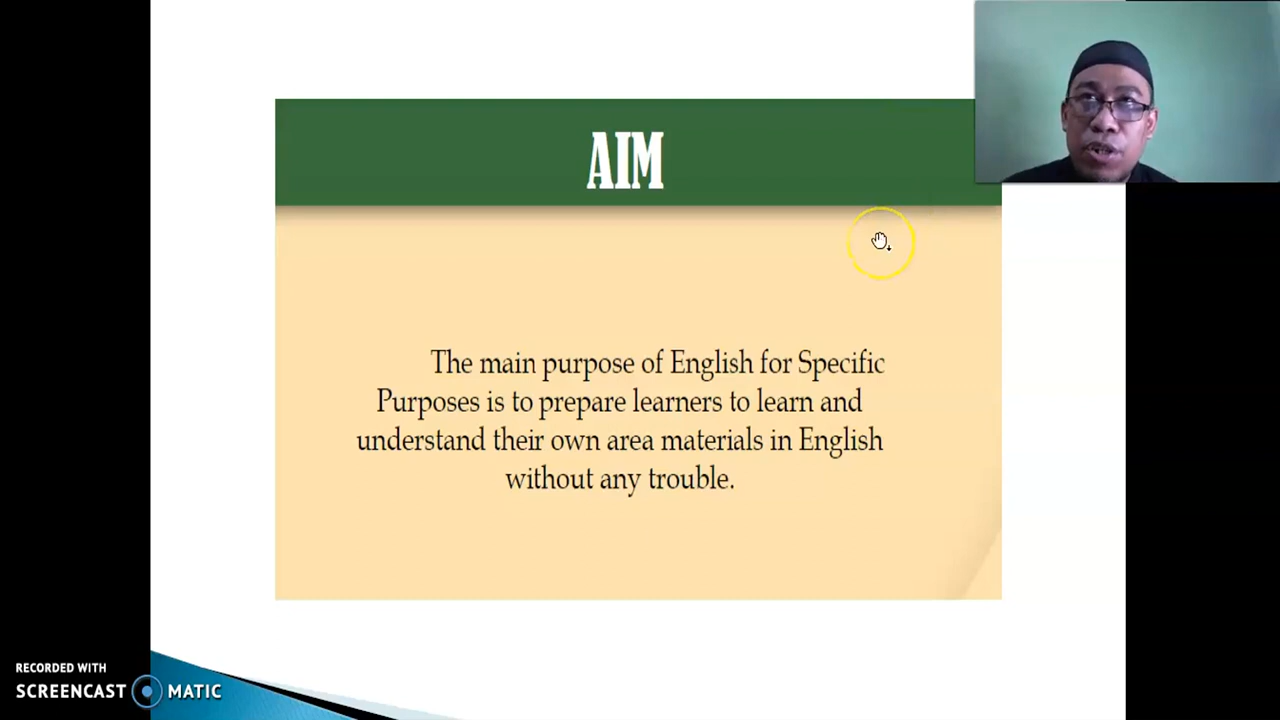 AIM
The main purpose of English for Specific
Purposes is to prepare learners to learn and
understand their own area materials in English
without any trouble.
RECORDED WITH
SCREENCAST MATIC